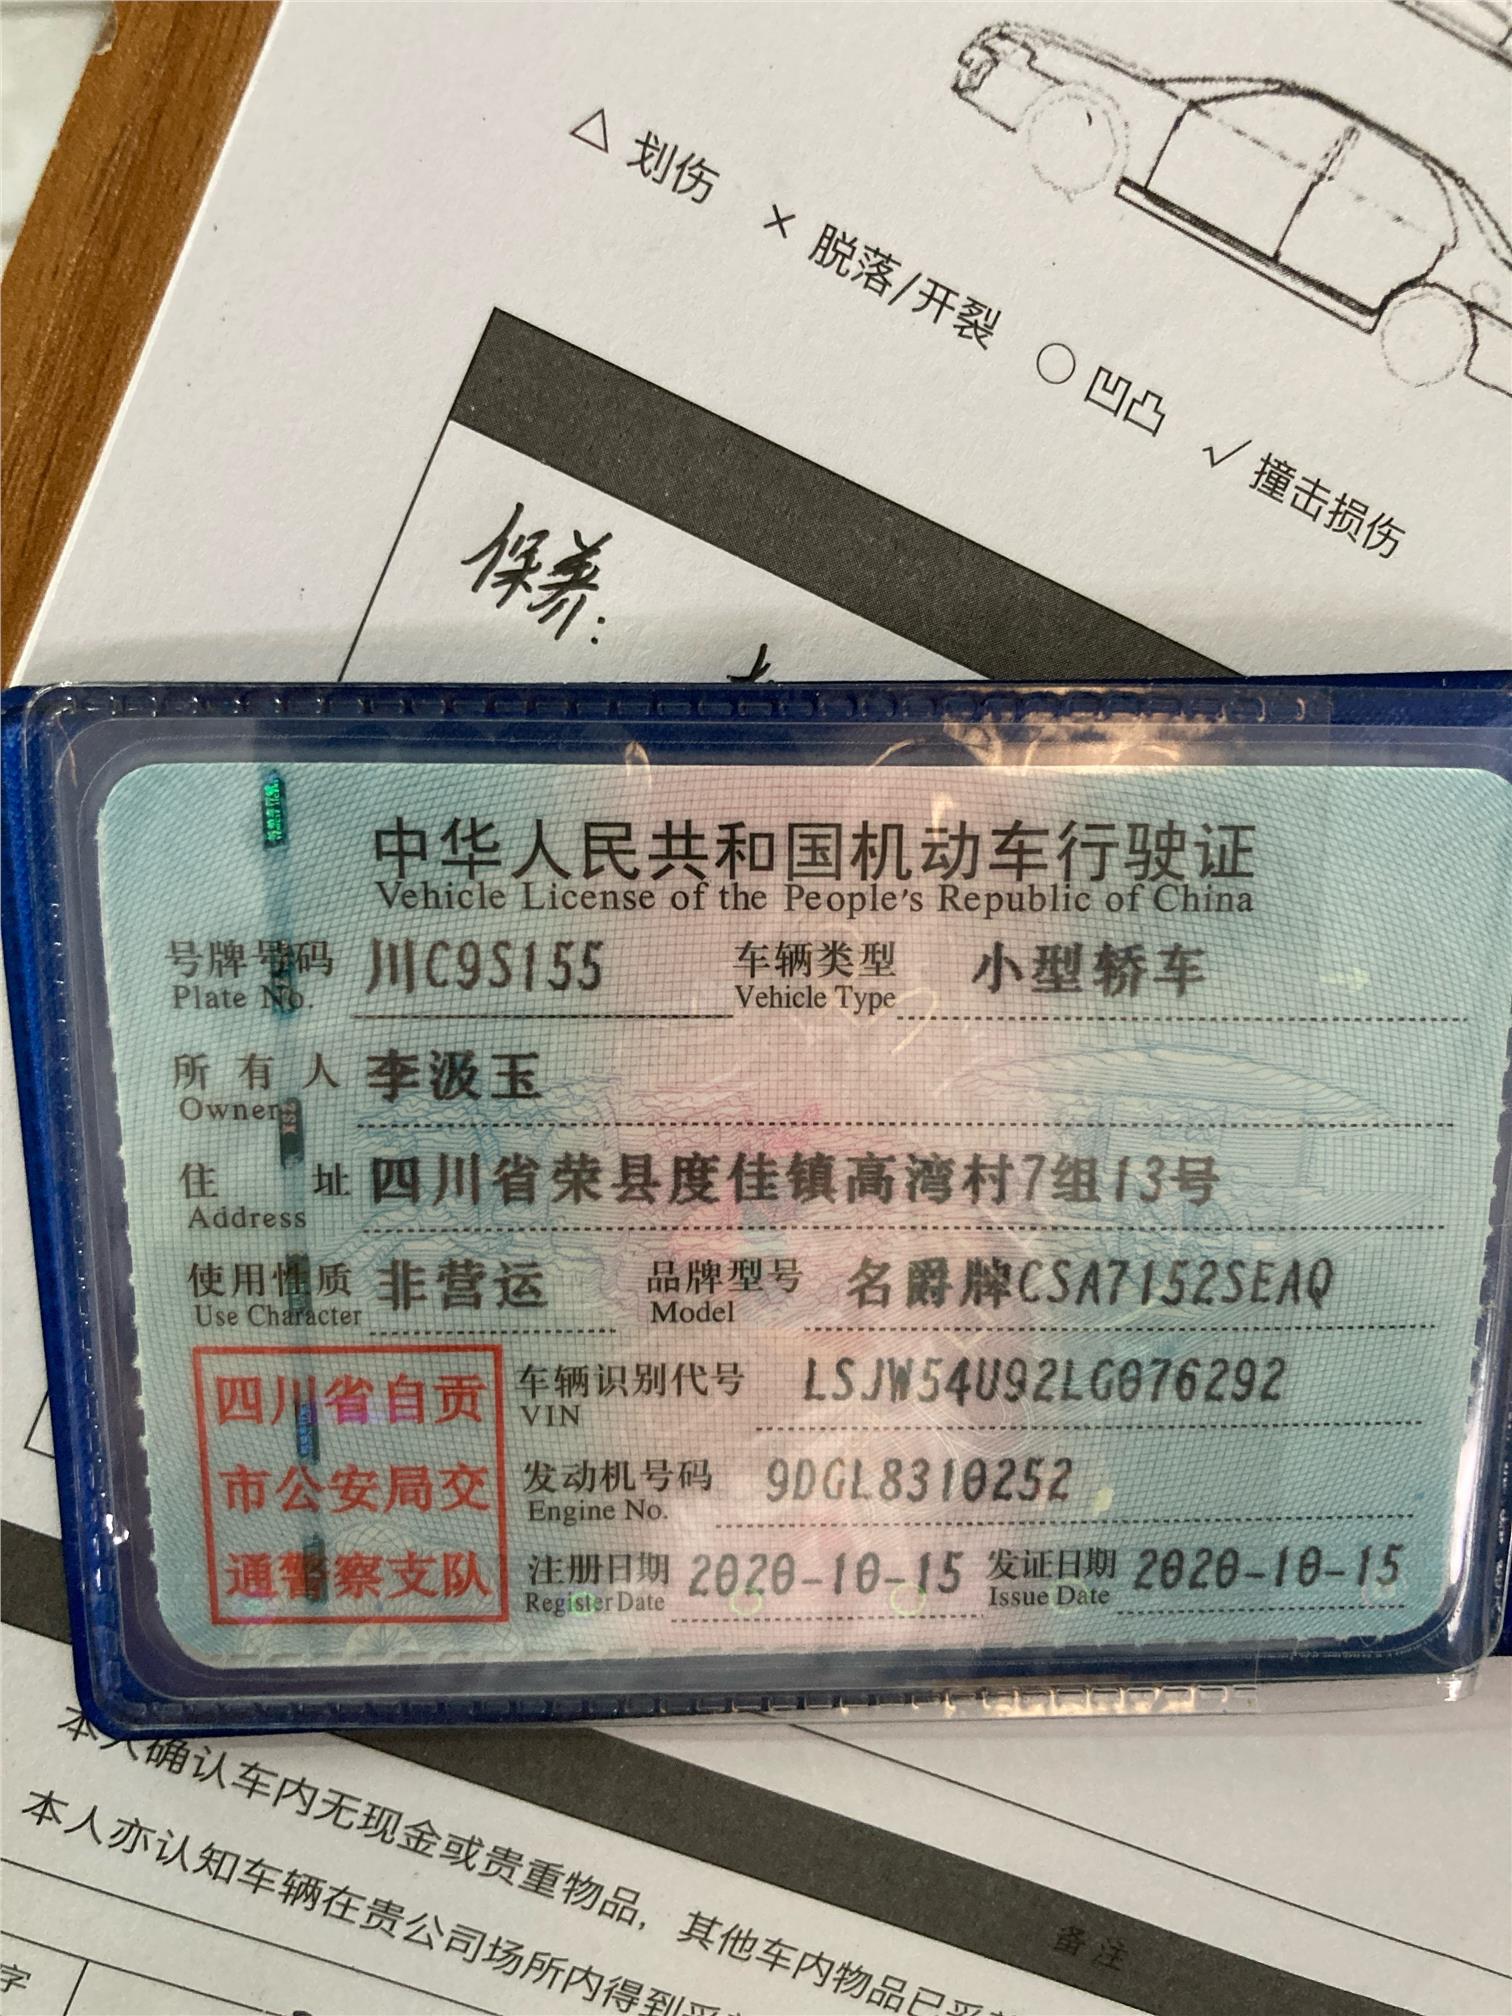 △ 划伤 × 脱落/开裂 ○ 凹凸 √ 撞击损伤
保养:
中华人民共和国机动车行驶证
Vehicle License of the People's Republic of China
号牌号码 川C9S155 车辆类型 小型轿车
Plate No. Vehicle Type
所有人 李汲玉
Owner
住址 四川省荣县度佳镇高湾村7组13号
Address
使用性质 非营运 品牌型号 名爵牌CSA7152SEAQ
Use Character Model
四川省自贡
市公安局交
通警察支队
车辆识别代号 LSJW54U92LG076292
VIN
发动机号码 9DGL8310252
Engine No.
注册日期 2020-10-15 发证日期 2020-10-15
Register Date Issue Date
本人确认车内无现金或贵重物品，其他车内物品已
本人亦认知车辆在贵公司场所内得到
备注
字